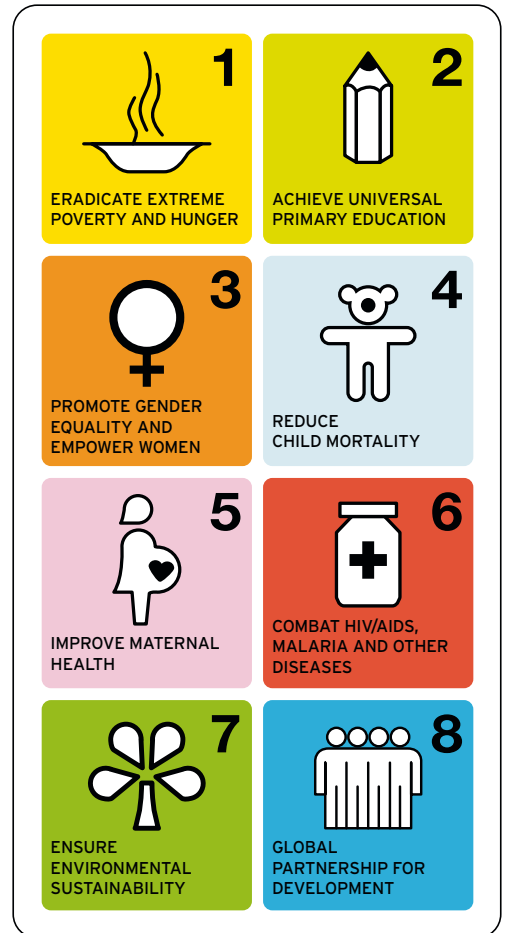 1
ERADICATE EXTREME
POVERTY AND HUNGER
2
ACHIEVE UNIVERSAL
PRIMARY EDUCATION
3
PROMOTE GENDER
EQUALITY AND
EMPOWER WOMEN
4
REDUCE
CHILD MORTALITY
5
IMPROVE MATERNAL
HEALTH
6
COMBAT HIV/AIDS,
MALARIA AND OTHER
DISEASES
7
ENSURE
ENVIRONMENTAL
SUSTAINABILITY
8
GLOBAL
PARTNERSHIP FOR
DEVELOPMENT